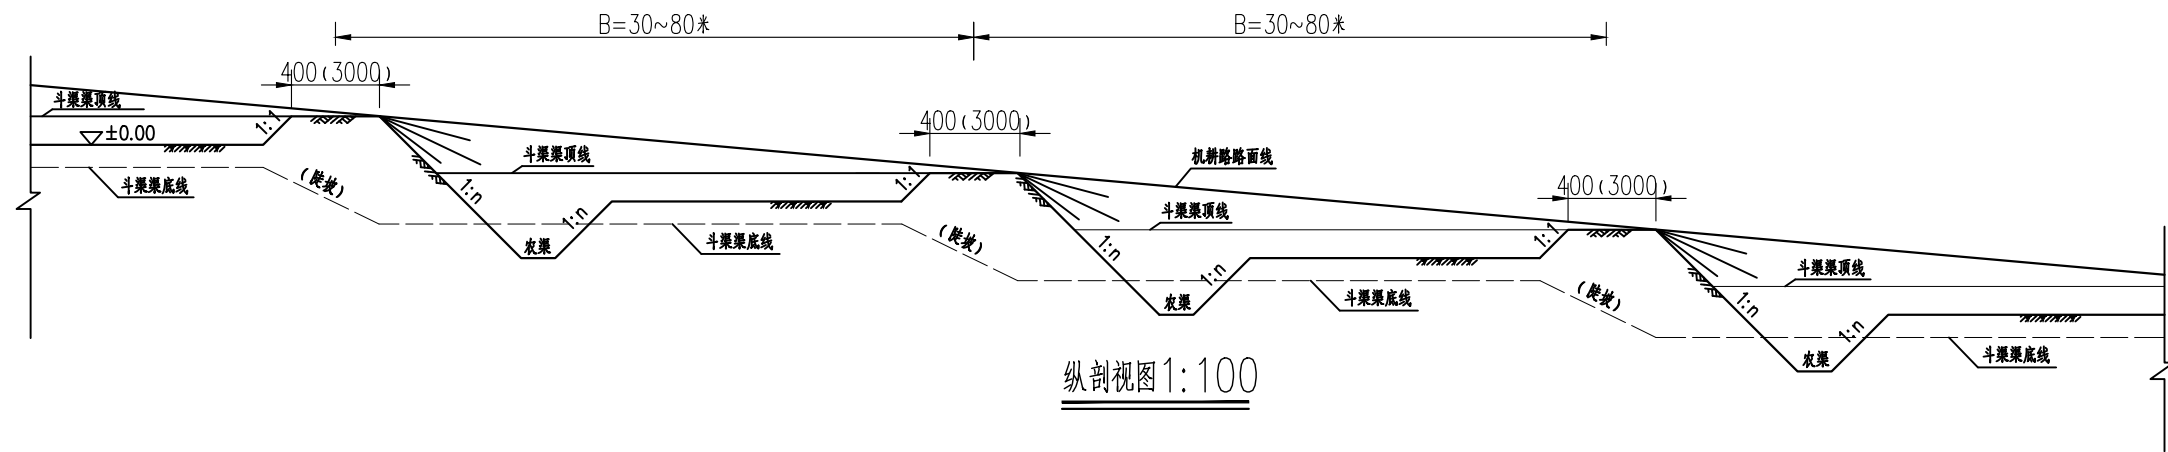 B=30~80米
B=30~80米
400(3000)
斗渠渠顶线
1:1
±0.00
400(3000)
(陡坡)
斗渠渠底线
斗渠渠顶线
1:1
1:n
1:n
农渠
斗渠渠底线
机耕路路面线
400(3000)
(陡坡)
斗渠渠顶线
1:1
1:n
1:n
农渠
斗渠渠底线
(陡坡)
斗渠渠顶线
1:n
1:n
农渠
斗渠渠底线
纵剖视图1:100